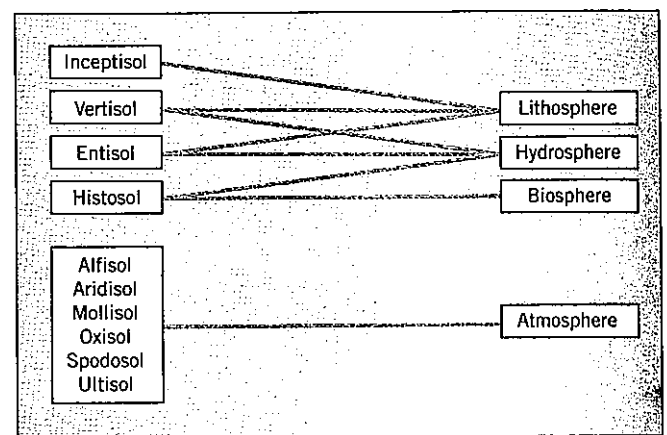 Inceptisol
Vertisol
Entisol
Histosol
Alfisol
Aridisol
Mollisol
Oxisol
Spodosol
Ultisol
Lithosphere
Hydrosphere
Biosphere
Atmosphere